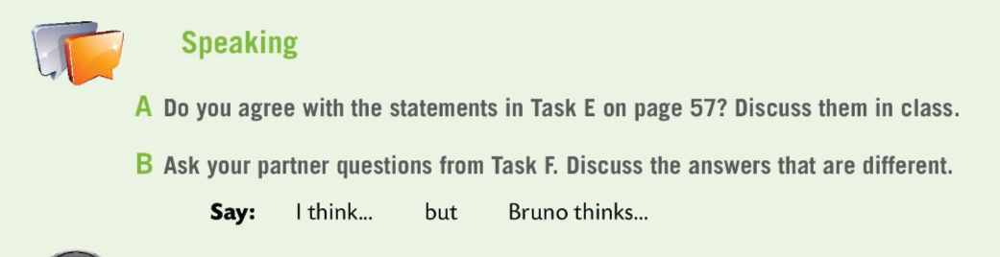 Speaking
A Do you agree with the statements in Task E on page 57? Discuss them in class.
B Ask your partner questions from Task F. Discuss the answers that are different.
Say: I think... but Bruno thinks...